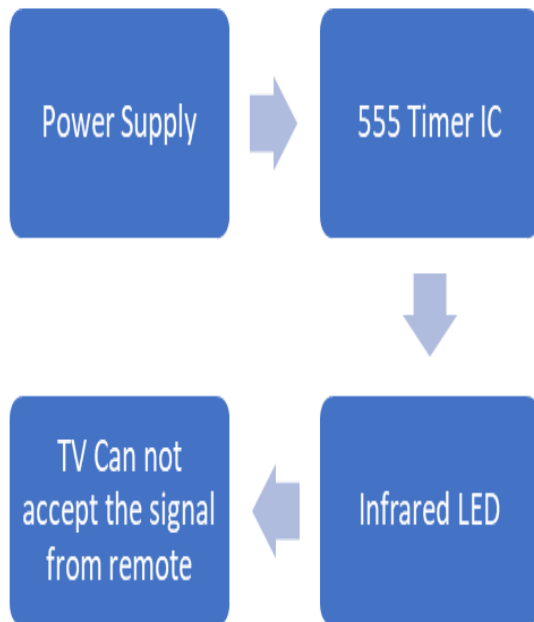 Power Supply
555 Timer IC
Infrared LED
TV Can not
accept the signal
from remote